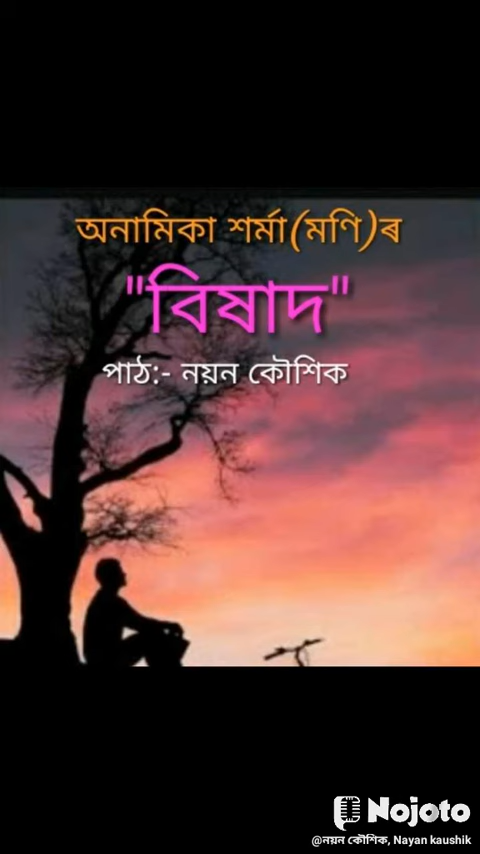 অনামিকা শৰ্মা(মণি)ৰ
"বিষাদ"
পাঠ:- নয়ন কৌশিক
Nojoto
@নয়ন কৌশিক, Nayan kaushik